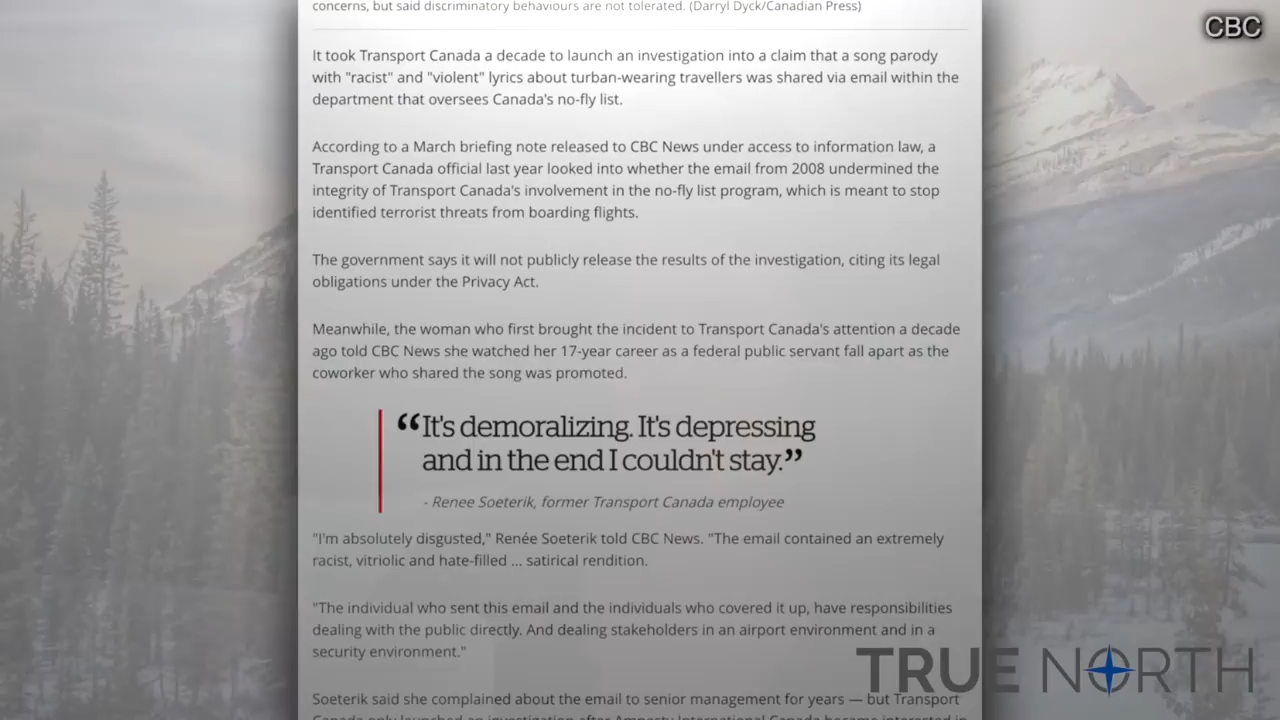 concerns, but said discriminatory behaviours are not tolerated. (Darryl Dyck/Canadian Press)
CBC
It took Transport Canada a decade to launch an investigation into a claim that a song parody
with "racist" and "violent" lyrics about turban-wearing travellers was shared via email within the
department that oversees Canada's no-fly list.
According to a March briefing note released to CBC News under access to information law, a
Transport Canada official last year looked into whether the email from 2008 undermined the
integrity of Transport Canada's involvement in the no-fly list program, which is meant to stop
identified terrorist threats from boarding flights.
The government says it will not publicly release the results of the investigation, citing its legal
obligations under the Privacy Act.
Meanwhile, the woman who first brought the incident to Transport Canada's attention a decade
ago told CBC News she watched her 17-year career as a federal public servant fall apart as the
coworker who shared the song was promoted.
“It's demoralizing. It's depressing
and in the end I couldn't stay.”
- Renee Soeterik, former Transport Canada employee
"I'm absolutely disgusted," Renée Soeterik told CBC News. "The email contained an extremely
racist, vitriolic and hate-filled ... satirical rendition.
"The individual who sent this email and the individuals who covered it up, have responsibilities
dealing with the public directly. And dealing stakeholders in an airport environment and in a
security environment."
TRUE NORTH
Soeterik said she complained about the email to senior management for years — but Transport
Canada only launched an investigation after Amnesty International Canada became interested in